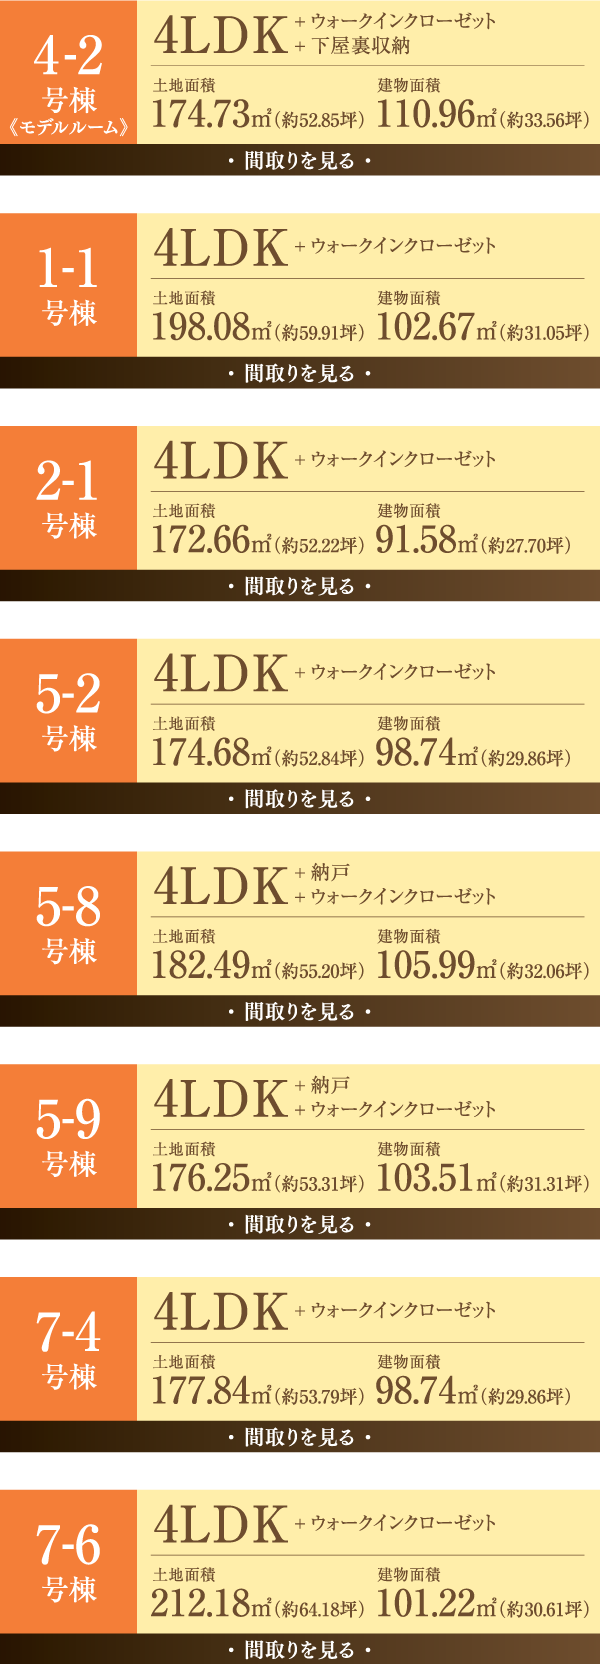 4-2
号棟
《モデルルーム》
4LDK
+ ウォークインクローゼット
+ 下屋裏収納
土地面積 建物面積
174.73㎡(約52.85坪) 110.96㎡(約33.56坪)
・ 間取りを見る ・
1-1
号棟
4LDK + ウォークインクローゼット
土地面積 建物面積
198.08㎡(約59.91坪) 102.67㎡(約31.05坪)
・ 間取りを見る ・
2-1
号棟
4LDK + ウォークインクローゼット
土地面積 建物面積
172.66㎡(約52.22坪) 91.58㎡(約27.70坪)
・ 間取りを見る ・
5-2
号棟
4LDK + ウォークインクローゼット
土地面積 建物面積
174.68㎡(約52.84坪) 98.74㎡(約29.86坪)
・ 間取りを見る ・
5-8
号棟
4LDK
+ 納戸
+ ウォークインクローゼット
土地面積 建物面積
182.49㎡(約55.20坪) 105.99㎡(約32.06坪)
・ 間取りを見る ・
5-9
号棟
4LDK
+ 納戸
+ ウォークインクローゼット
土地面積 建物面積
176.25㎡(約53.31坪) 103.51㎡(約31.31坪)
・ 間取りを見る ・
7-4
号棟
4LDK + ウォークインクローゼット
土地面積 建物面積
177.84㎡(約53.79坪) 98.74㎡(約29.86坪)
・ 間取りを見る ・
7-6
号棟
4LDK + ウォークインクローゼット
土地面積 建物面積
212.18㎡(約64.18坪) 101.22㎡(約30.61坪)
・ 間取りを見る ・